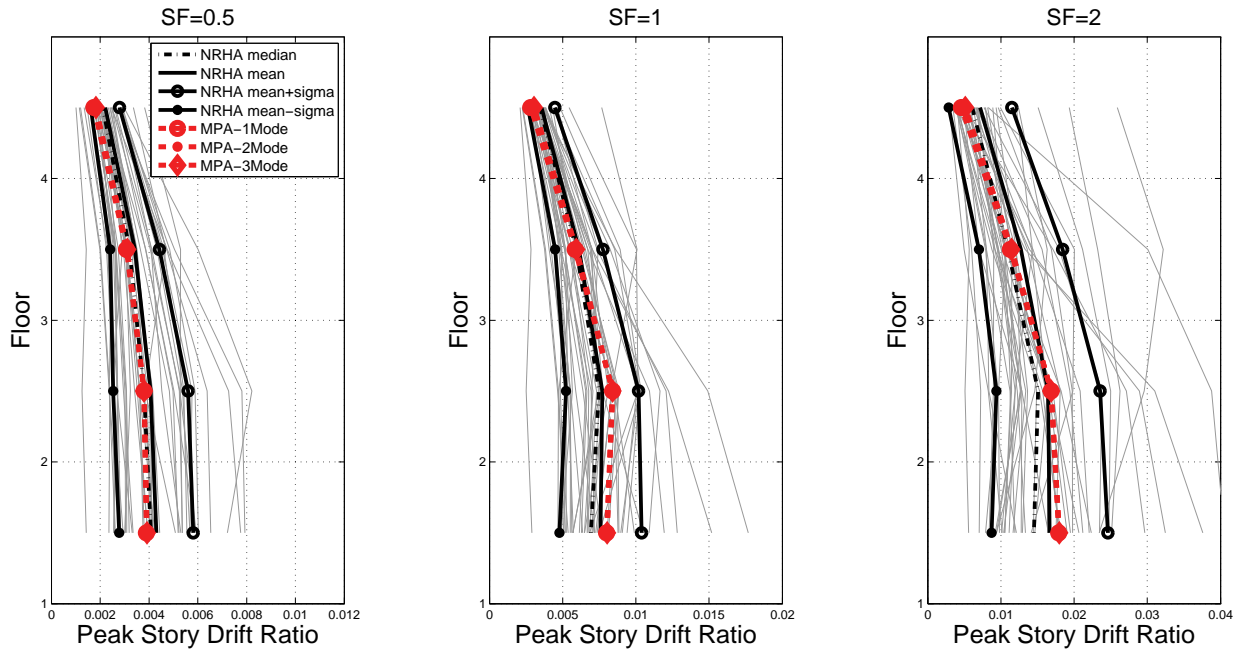 SF=0.5
NRHA median
NRHA mean
NRHA mean+sigma
NRHA mean−sigma
MPA−1Mode
MPA−2Mode
MPA−3Mode
4
3
2
1
Floor
0 0.002 0.004 0.006 0.008 0.01 0.012
Peak Story Drift Ratio
SF=1
4
3
2
1
Floor
0 0.005 0.01 0.015 0.02
Peak Story Drift Ratio
SF=2
4
3
2
1
Floor
0 0.01 0.02 0.03 0.04
Peak Story Drift Ratio